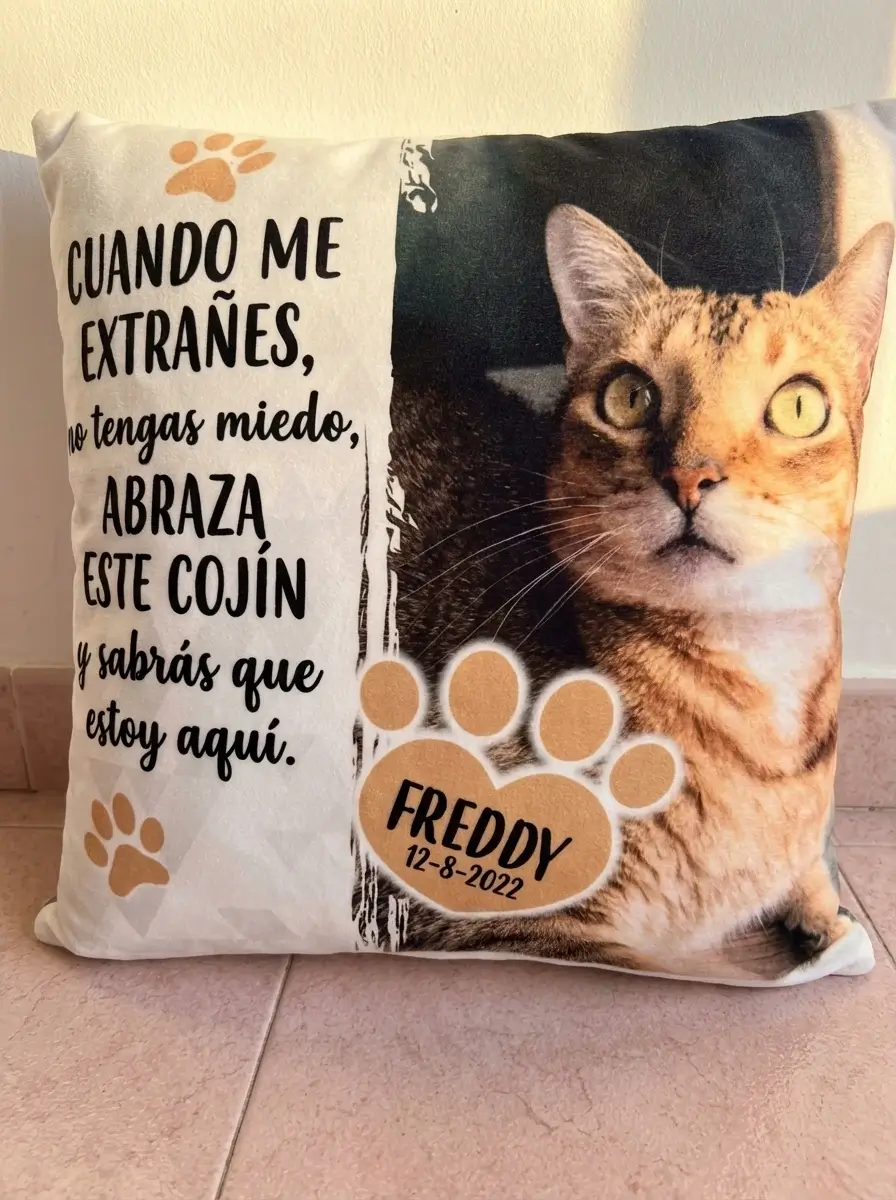 CUANDO ME
EXTRAÑES,
no tengas miedo,
ABRAZA
ESTE COJÍN
y sabrás que
estoy aquí.
FREDDY
12-8-2022